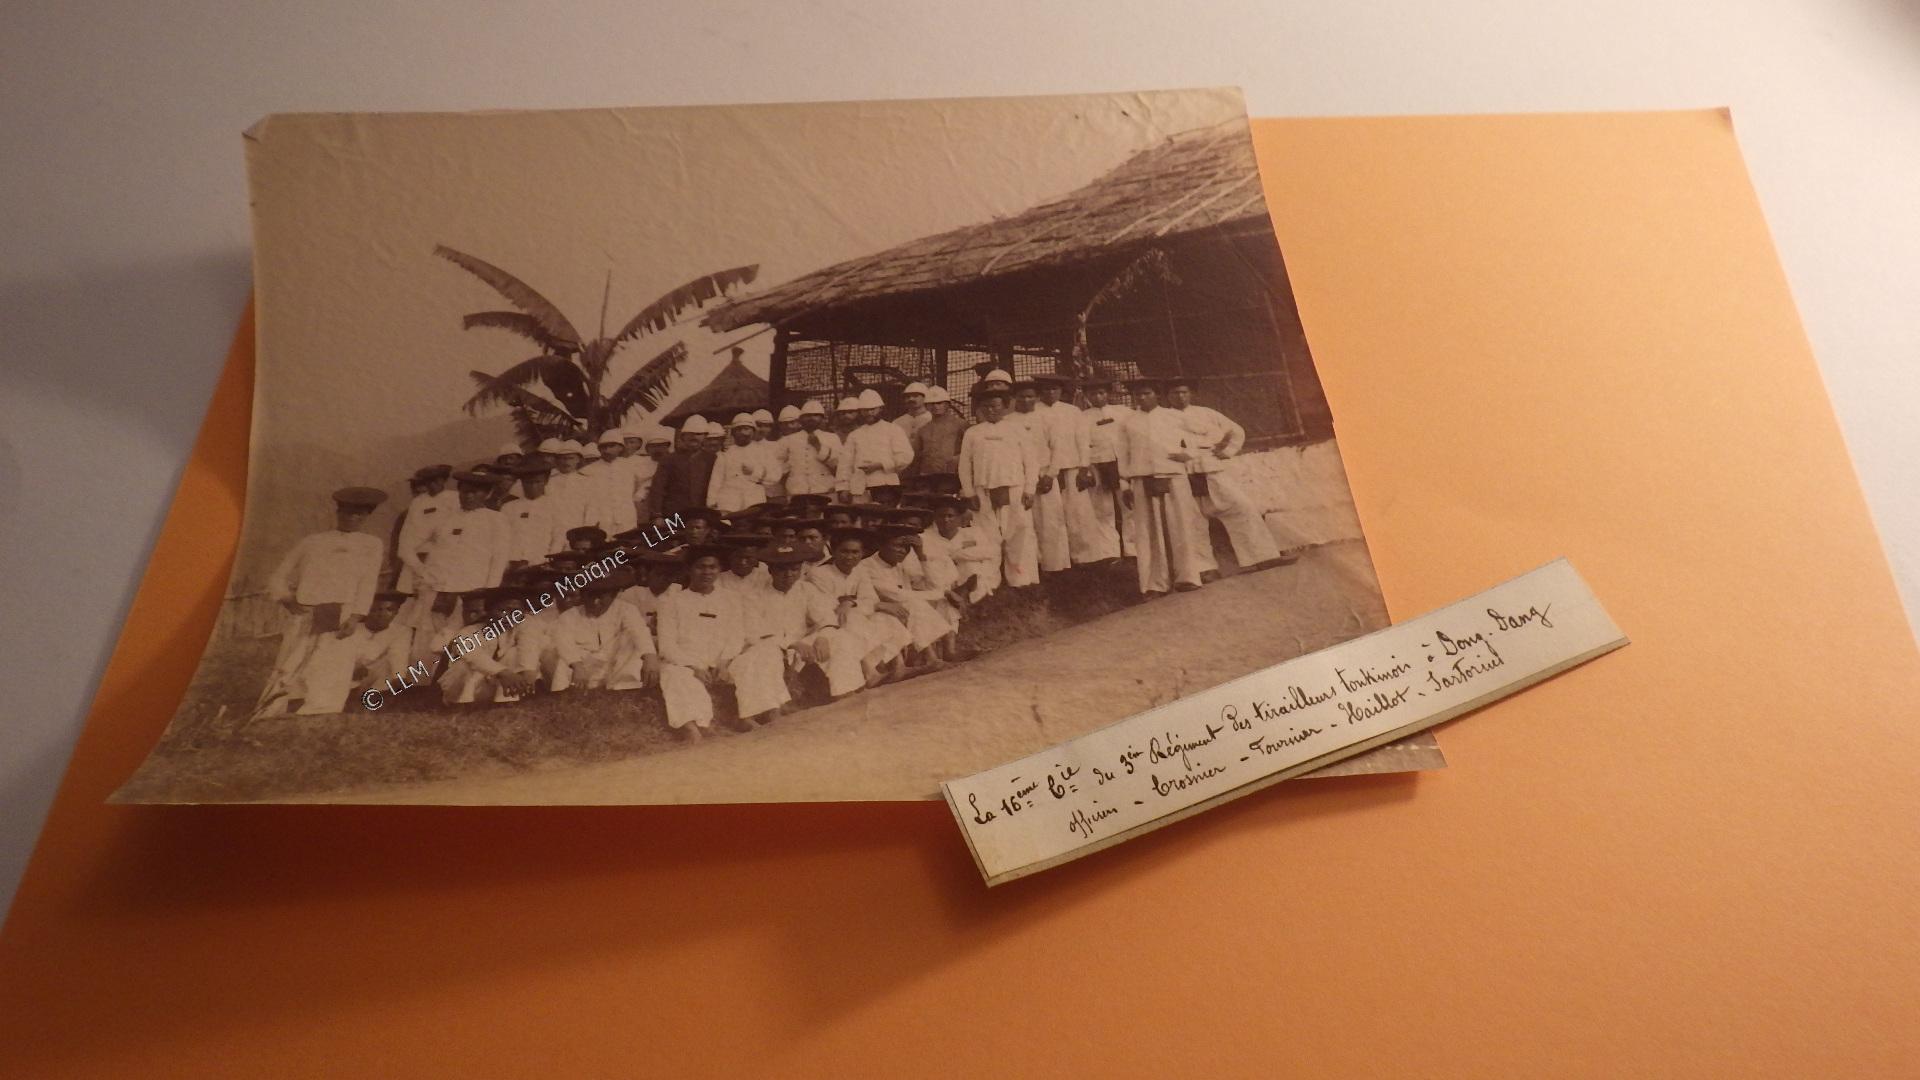 © LLM - Librairie Le Moigne - LLM
La 16ème Cie du 3em Régiment des tirailleurs tonkinois à Dong-Dang
officiers - Crosnier - Tournier - Haillot - Sartorius